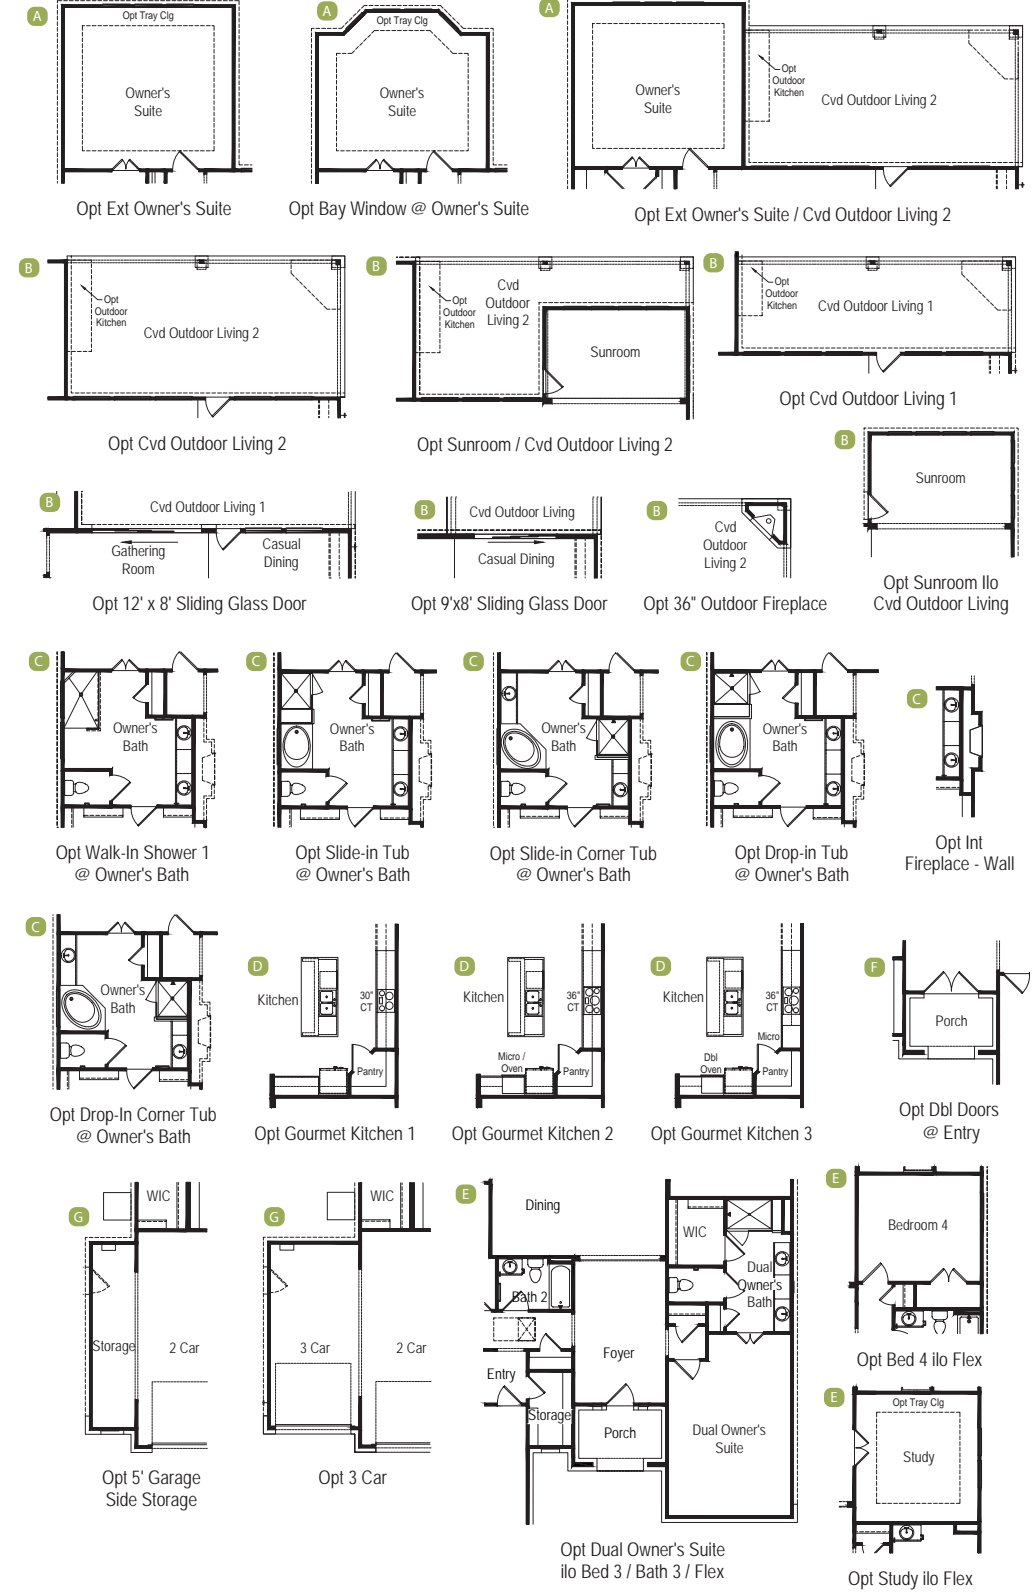 A
Opt Tray Clg
Owner's
Suite
Opt Ext Owner's Suite
A
Opt Tray Clg
Owner's
Suite
Opt Bay Window @ Owner's Suite
A
Owner's
Suite
Opt
Outdoor
Kitchen
Cvd Outdoor Living 2
Opt Ext Owner's Suite / Cvd Outdoor Living 2
B
Opt
Outdoor
Kitchen
Cvd Outdoor Living 2
Opt Cvd Outdoor Living 2
B
Opt
Outdoor
Kitchen
Cvd
Outdoor
Living 2
Sunroom
Opt Sunroom / Cvd Outdoor Living 2
B
Opt
Outdoor
Kitchen
Cvd Outdoor Living 1
Opt Cvd Outdoor Living 1
B
Cvd Outdoor Living 1
Gathering
Room
Casual
Dining
Opt 12' x 8' Sliding Glass Door
B
Cvd Outdoor Living
Casual Dining
Opt 9'x8' Sliding Glass Door
B
Cvd
Outdoor
Living 2
Opt 36" Outdoor Fireplace
B
Sunroom
Opt Sunroom Ilo
Cvd Outdoor Living
C
Owner's
Bath
Opt Walk-In Shower 1
@ Owner's Bath
C
Owner's
Bath
Opt Slide-in Tub
@ Owner's Bath
C
Owner's
Bath
Opt Slide-in Corner Tub
@ Owner's Bath
C
Owner's
Bath
Opt Drop-in Tub
@ Owner's Bath
C
Opt Int
Fireplace - Wall
C
Owner's
Bath
Opt Drop-In Corner Tub
@ Owner's Bath
D
Kitchen
30"
CT
Pantry
Opt Gourmet Kitchen 1
D
Kitchen
36"
CT
Micro /
Oven
Pantry
Opt Gourmet Kitchen 2
D
Kitchen
36"
CT
Micro
Dbl
Oven
Pantry
Opt Gourmet Kitchen 3
F
Porch
Opt Dbl Doors
@ Entry
G
WIC
Storage
2 Car
Opt 5' Garage
Side Storage
G
WIC
3 Car
2 Car
Opt 3 Car
E
Dining
WIC
Bath 2
Dual
Owner's
Bath
Foyer
Entry
Storage
Porch
Dual Owner's
Suite
Opt Dual Owner's Suite
ilo Bed 3 / Bath 3 / Flex
E
Bedroom 4
Opt Bed 4 ilo Flex
E
Opt Tray Clg
Study
Opt Study ilo Flex